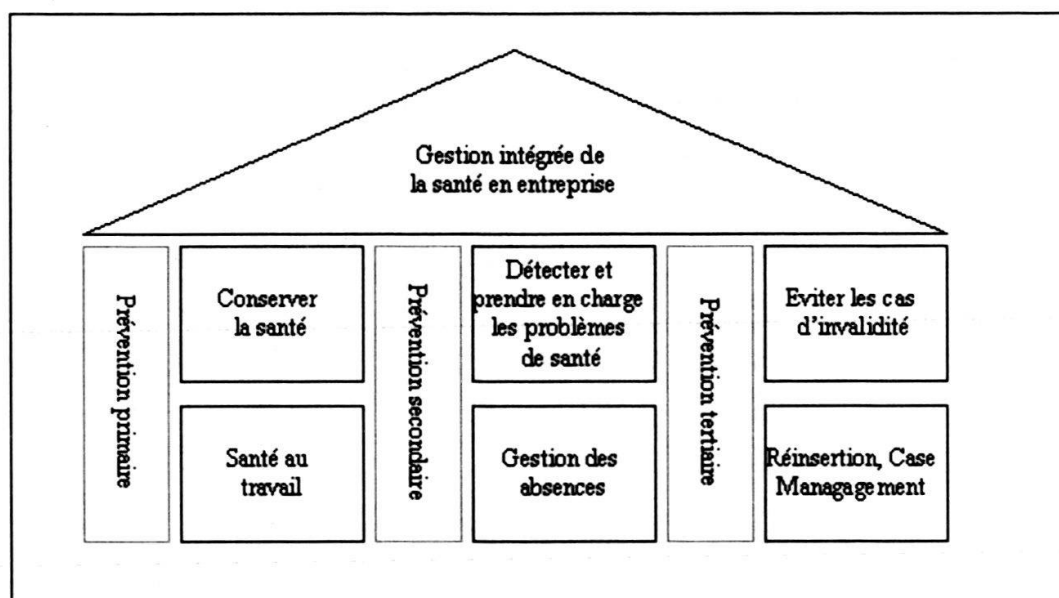 Gestion intégrée de
la santé en entreprise
Prévention primaire
Conserver
la santé
Santé au
travail
Prévention secondaire
Détecter et
prendre en charge
les problèmes
de santé
Gestion des
absences
Prévention tertiaire
Eviter les cas
d'invalidité
Réinsertion, Case
Managagement